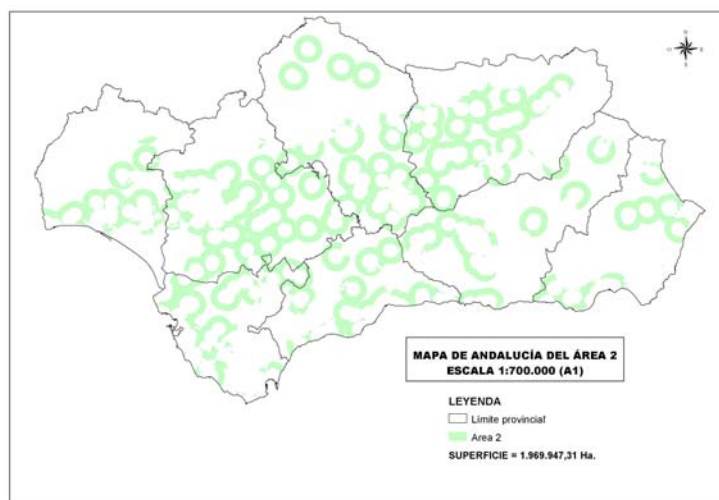 N
O E
S
MAPA DE ANDALUCÍA DEL ÁREA 2
ESCALA 1:700.000 (A1)
LEYENDA
Límite provincial
Area 2
SUPERFICIE = 1.969.947,31 Ha.